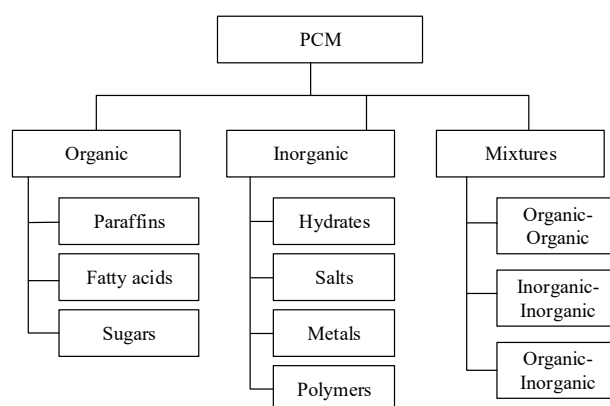 PCM
Organic
Inorganic
Mixtures
Paraffins
Fatty acids
Sugars
Hydrates
Salts
Metals
Polymers
Organic-
Organic
Inorganic-
Inorganic
Organic-
Inorganic